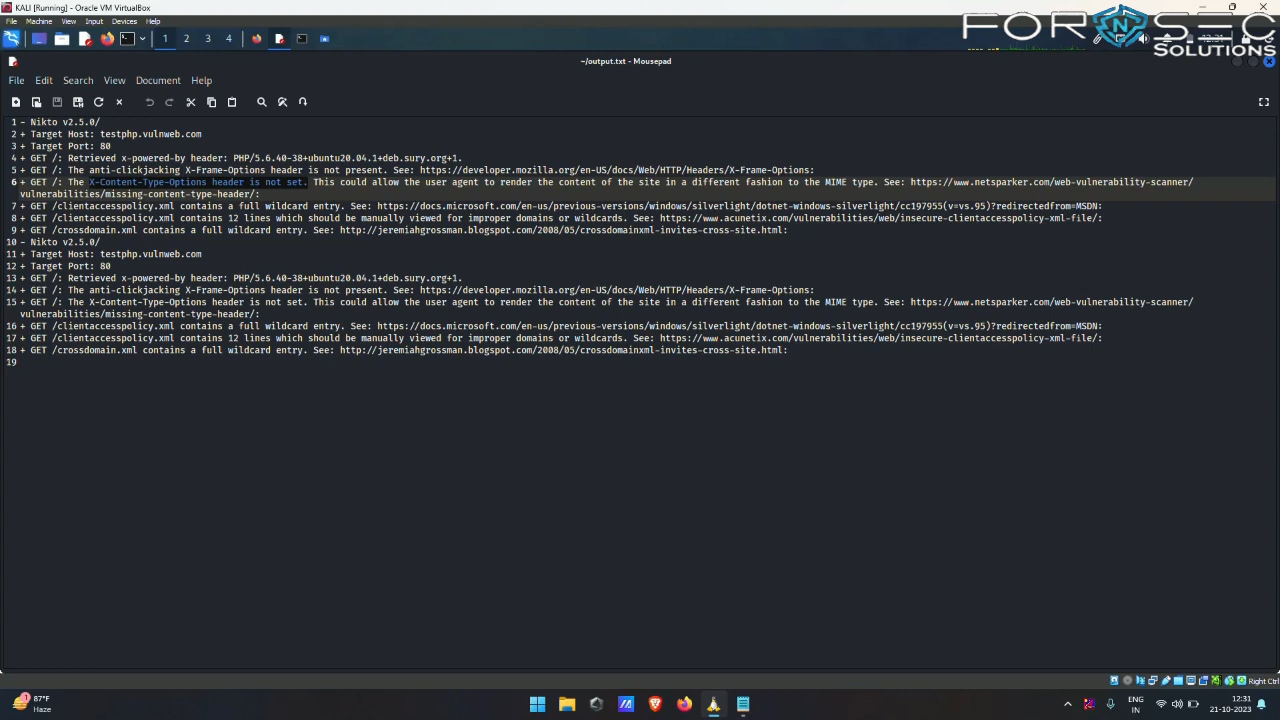 KALI [Running] - Oracle VM VirtualBox
File Machine View Input Devices Help
1 2 3 4
FORNSEC
SOLUTIONS
~/output.txt - Mousepad
File Edit Search View Document Help
1 - Nikto v2.5.0/
2 + Target Host: testphp.vulnweb.com
3 + Target Port: 80
4 + GET /: Retrieved x-powered-by header: PHP/5.6.40-38+ubuntu20.04.1+deb.sury.org+1.
5 + GET /: The anti-clickjacking X-Frame-Options header is not present. See: https://developer.mozilla.org/en-US/docs/Web/HTTP/Headers/X-Frame-Options:
6 + GET /: The X-Content-Type-Options header is not set. This could allow the user agent to render the content of the site in a different fashion to the MIME type. See: https://www.netsparker.com/web-vulnerability-scanner/
vulnerabilities/missing-content-type-header/:
7 + GET /clientaccesspolicy.xml contains a full wildcard entry. See: https://docs.microsoft.com/en-us/previous-versions/windows/silverlight/dotnet-windows-silverlight/cc197955(v=vs.95)?redirectedfrom=MSDN:
8 + GET /clientaccesspolicy.xml contains 12 lines which should be manually viewed for improper domains or wildcards. See: https://www.acunetix.com/vulnerabilities/web/insecure-clientaccesspolicy-xml-file/:
9 + GET /crossdomain.xml contains a full wildcard entry. See: http://jeremiahgrossman.blogspot.com/2008/05/crossdomainxml-invites-cross-site.html:
10 - Nikto v2.5.0/
11 + Target Host: testphp.vulnweb.com
12 + Target Port: 80
13 + GET /: Retrieved x-powered-by header: PHP/5.6.40-38+ubuntu20.04.1+deb.sury.org+1.
14 + GET /: The anti-clickjacking X-Frame-Options header is not present. See: https://developer.mozilla.org/en-US/docs/Web/HTTP/Headers/X-Frame-Options:
15 + GET /: The X-Content-Type-Options header is not set. This could allow the user agent to render the content of the site in a different fashion to the MIME type. See: https://www.netsparker.com/web-vulnerability-scanner/
vulnerabilities/missing-content-type-header/:
16 + GET /clientaccesspolicy.xml contains a full wildcard entry. See: https://docs.microsoft.com/en-us/previous-versions/windows/silverlight/dotnet-windows-silverlight/cc197955(v=vs.95)?redirectedfrom=MSDN:
17 + GET /clientaccesspolicy.xml contains 12 lines which should be manually viewed for improper domains or wildcards. See: https://www.acunetix.com/vulnerabilities/web/insecure-clientaccesspolicy-xml-file/:
18 + GET /crossdomain.xml contains a full wildcard entry. See: http://jeremiahgrossman.blogspot.com/2008/05/crossdomainxml-invites-cross-site.html:
19
Right Ctrl
1
87°F
Haze
ENG
IN
12:31
21-10-2023